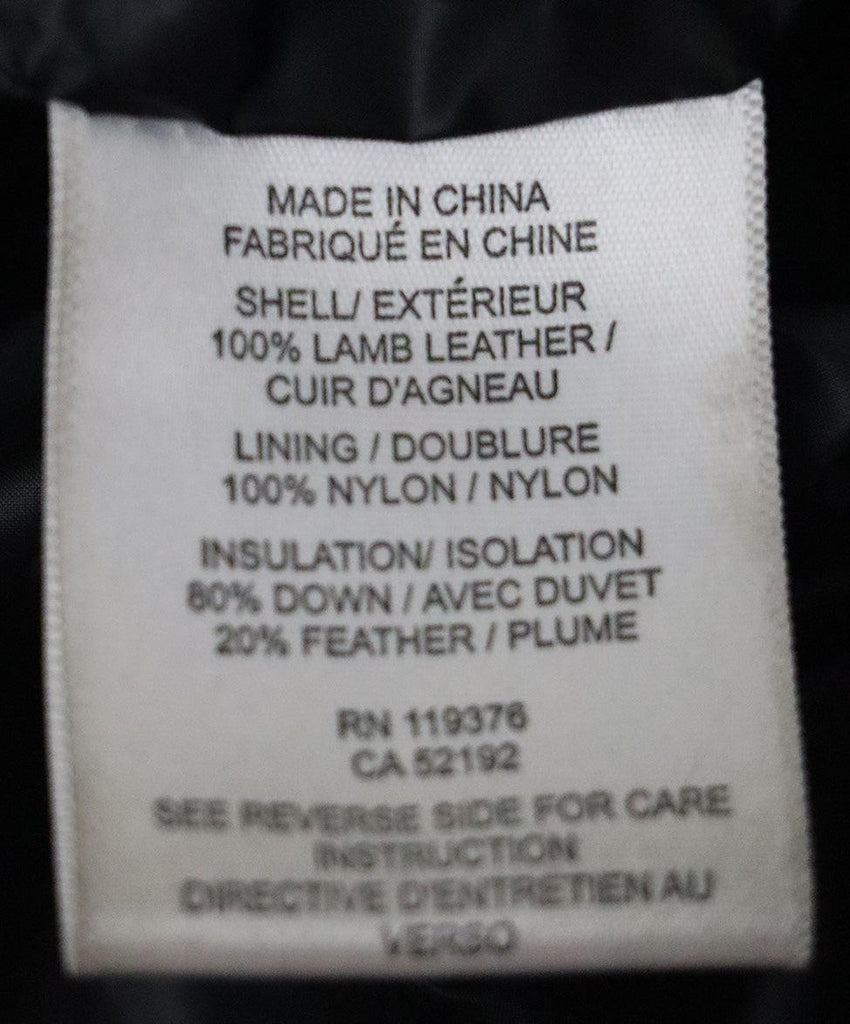 MADE IN CHINA
FABRIQUÉ EN CHINE
SHELL/ EXTÉRIEUR
100% LAMB LEATHER /
CUIR D'AGNEAU
LINING / DOUBLURE
100% NYLON / NYLON
INSULATION/ ISOLATION
80% DOWN / AVEC DUVET
20% FEATHER / PLUME
RN 119376
CA 52192
SEE REVERSE SIDE FOR CARE
INSTRUCTION
DIRECTIVE D'ENTRETIEN AU
VERSO